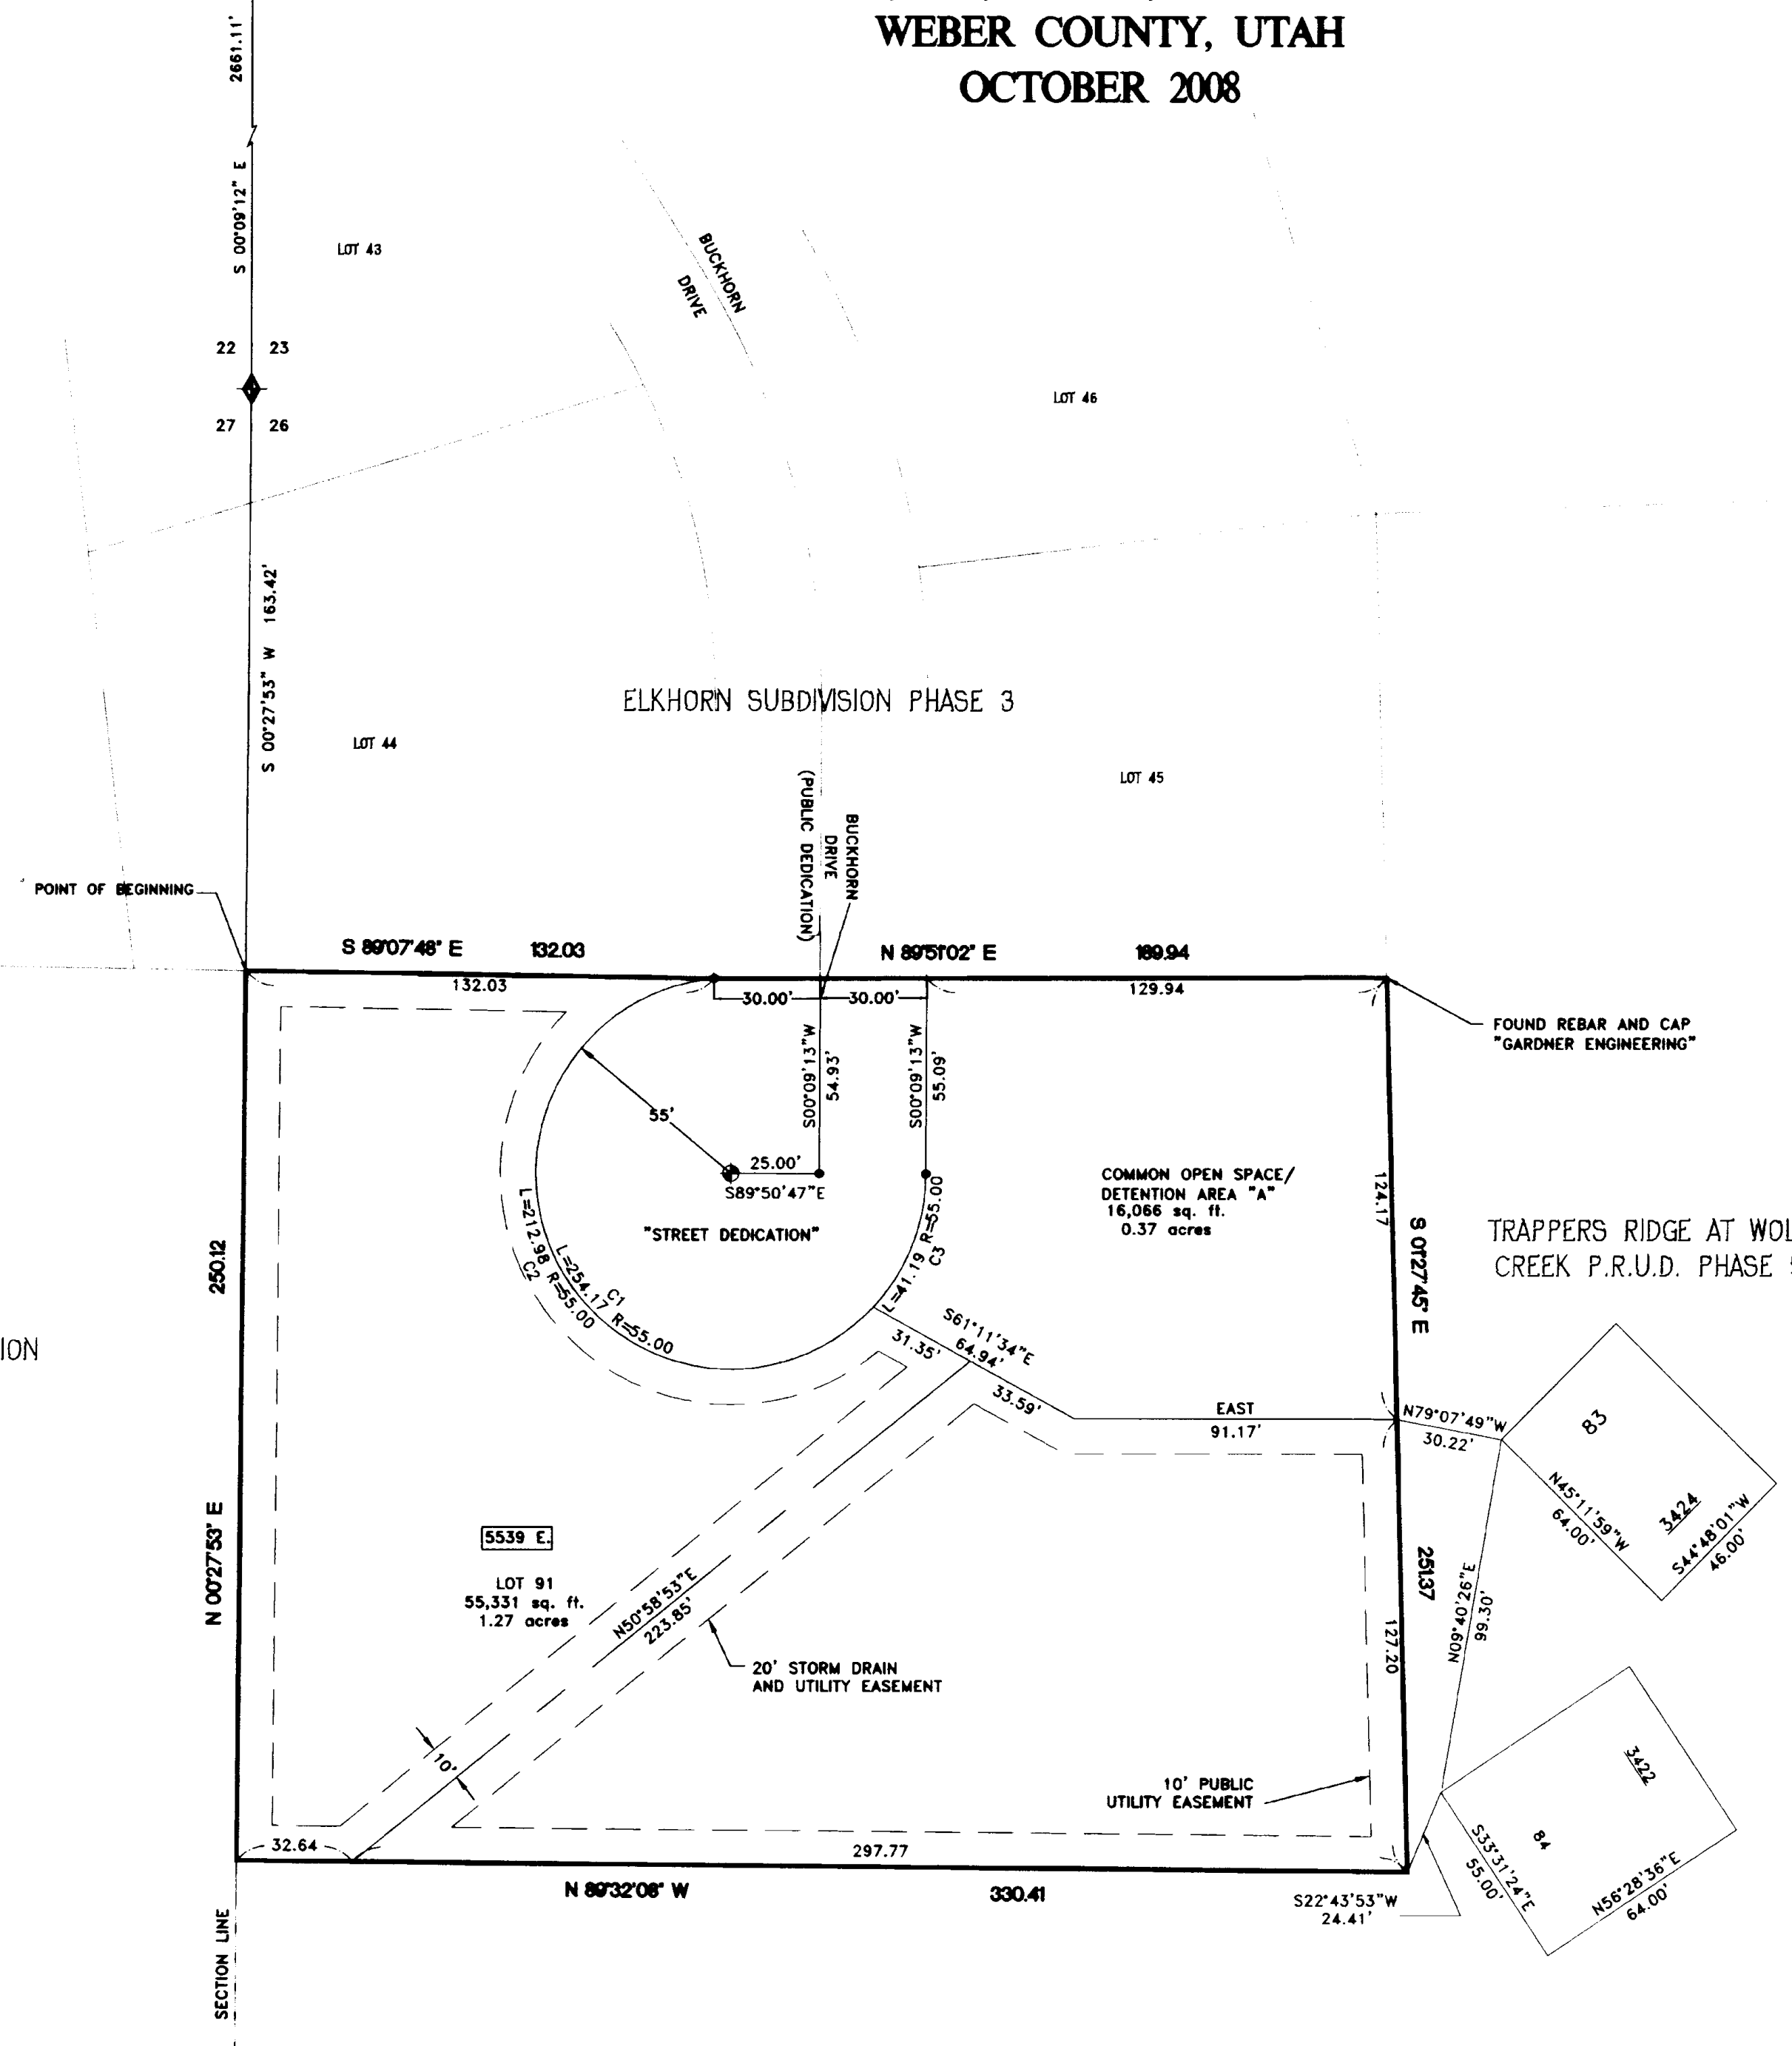 WEBER COUNTY, UTAH
OCTOBER 2008
2661.11'
S 00°09'12" E
LOT 43
BUCKHORN
DRIVE
22
23
27
26
LOT 46
S 00°27'53" W 163.42'
ELKHORN SUBDIVISION PHASE 3
LOT 44
LOT 45
(PUBLIC DEDICATION)
BUCKHORN
DRIVE
POINT OF BEGINNING
S 89°07'48" E 132.03
N 89°51'02" E 189.94
132.03
30.00'
30.00'
129.94
FOUND REBAR AND CAP
"GARDNER ENGINEERING"
S00°09'13"W
54.93'
S00°09'13"W
55.09'
55'
25.00'
S89°50'47"E
"STREET DEDICATION"
COMMON OPEN SPACE/
DETENTION AREA "A"
16,066 sq. ft.
0.37 acres
124.17
S 01°27'45" E
TRAPPERS RIDGE AT
CREEK P.R.U.D. PHASE
L=212.98 R=55.00
C2
C1
L=254.17 R=55.00
L=41.19 R=55.00
C3
250.12
ION
S61°11'34"E
64.94'
31.35'
33.59'
EAST
91.17'
N79°07'49"W
30.22'
83
N45°11'59"W
64.00'
3424
S44°48'01"W
46.00'
5539 E.
LOT 91
55,331 sq. ft.
1.27 acres
N 00°27'53" E
N50°58'53"E
223.85'
251.37
127.20
N09°40'26"E
99.30'
20' STORM DRAIN
AND UTILITY EASEMENT
10'
10' PUBLIC
UTILITY EASEMENT
3422
84
S33°31'24"E
55.00'
N56°28'36"E
64.00'
32.64
297.77
N 89°32'08" W 330.41
S22°43'53"W
24.41'
SECTION LINE